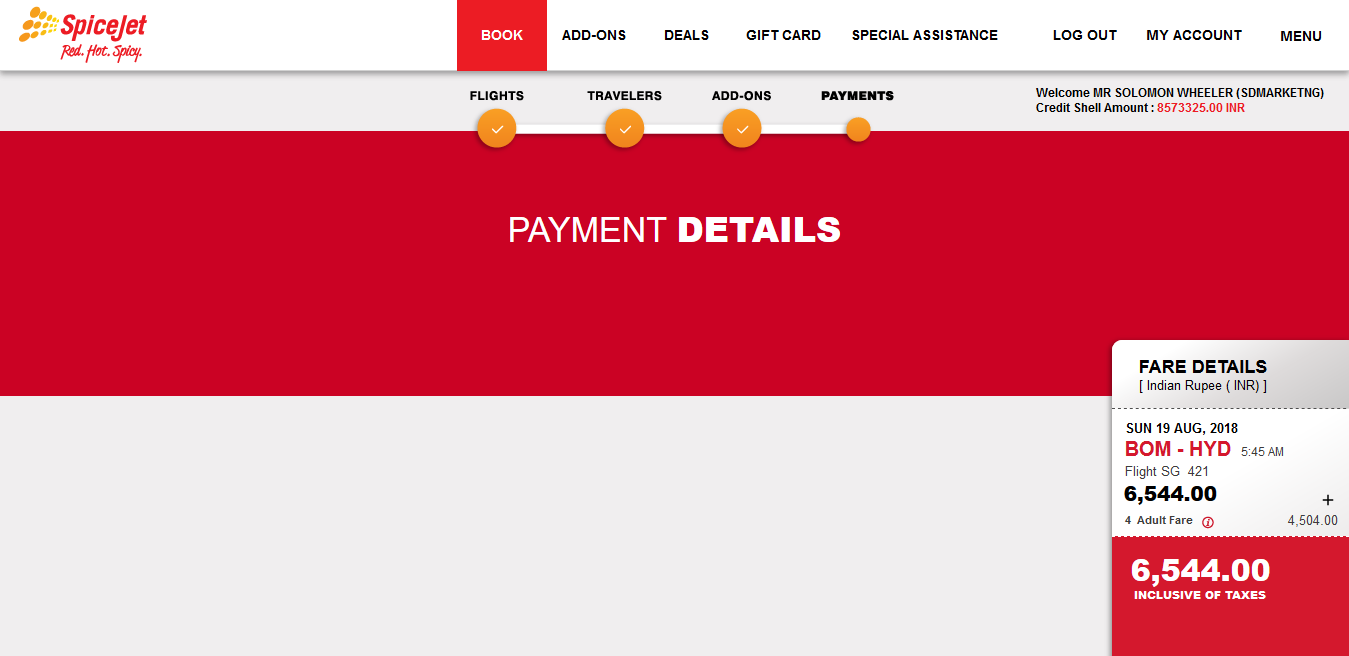 SpiceJet
Red. Hot. Spicy.
BOOK
ADD-ONS
DEALS
GIFT CARD
SPECIAL ASSISTANCE
LOG OUT
MY ACCOUNT
MENU
FLIGHTS
TRAVELERS
ADD-ONS
PAYMENTS
Welcome MR SOLOMON WHEELER (SDMARKETNG)
Credit Shell Amount : 8573325.00 INR
PAYMENT DETAILS
FARE DETAILS
[ Indian Rupee ( INR) ]
SUN 19 AUG, 2018
BOM - HYD 5:45 AM
Flight SG 421
6,544.00 +
4 Adult Fare i 4,504.00
6,544.00
INCLUSIVE OF TAXES